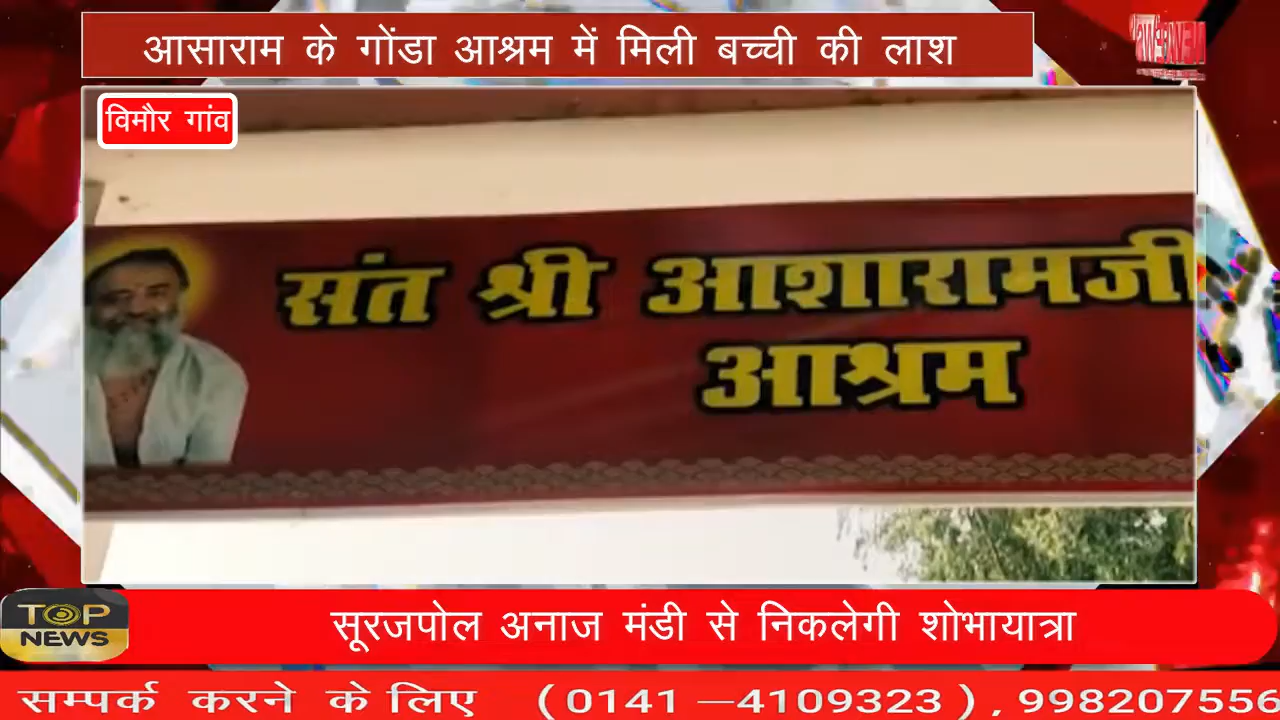 आसाराम के गोंडा आश्रम में मिली बच्ची की लाश
विमौर गांव
संत श्री आशारामजी
आश्रम
TOP
NEWS
सूरजपोल अनाज मंडी से निकलेगी शोभायात्रा
सम्पर्क करने के लिए (0141 –4109323 ) , 998207556